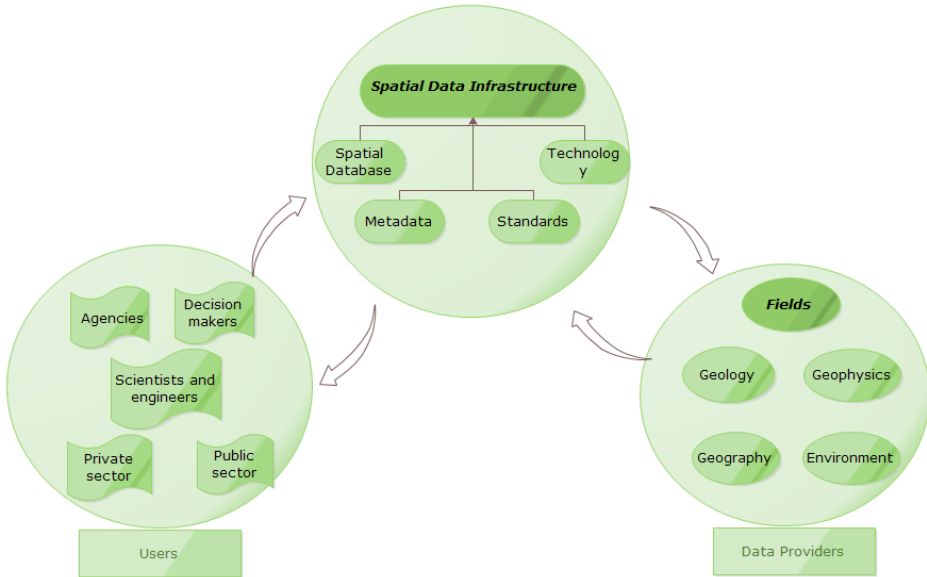 Spatial Data Infrastructure
Spatial
Database
Technolog
y
Metadata
Standards
Agencies
Decision
makers
Scientists and
engineers
Private
sector
Public
sector
Users
Fields
Geology
Geophysics
Geography
Environment
Data Providers